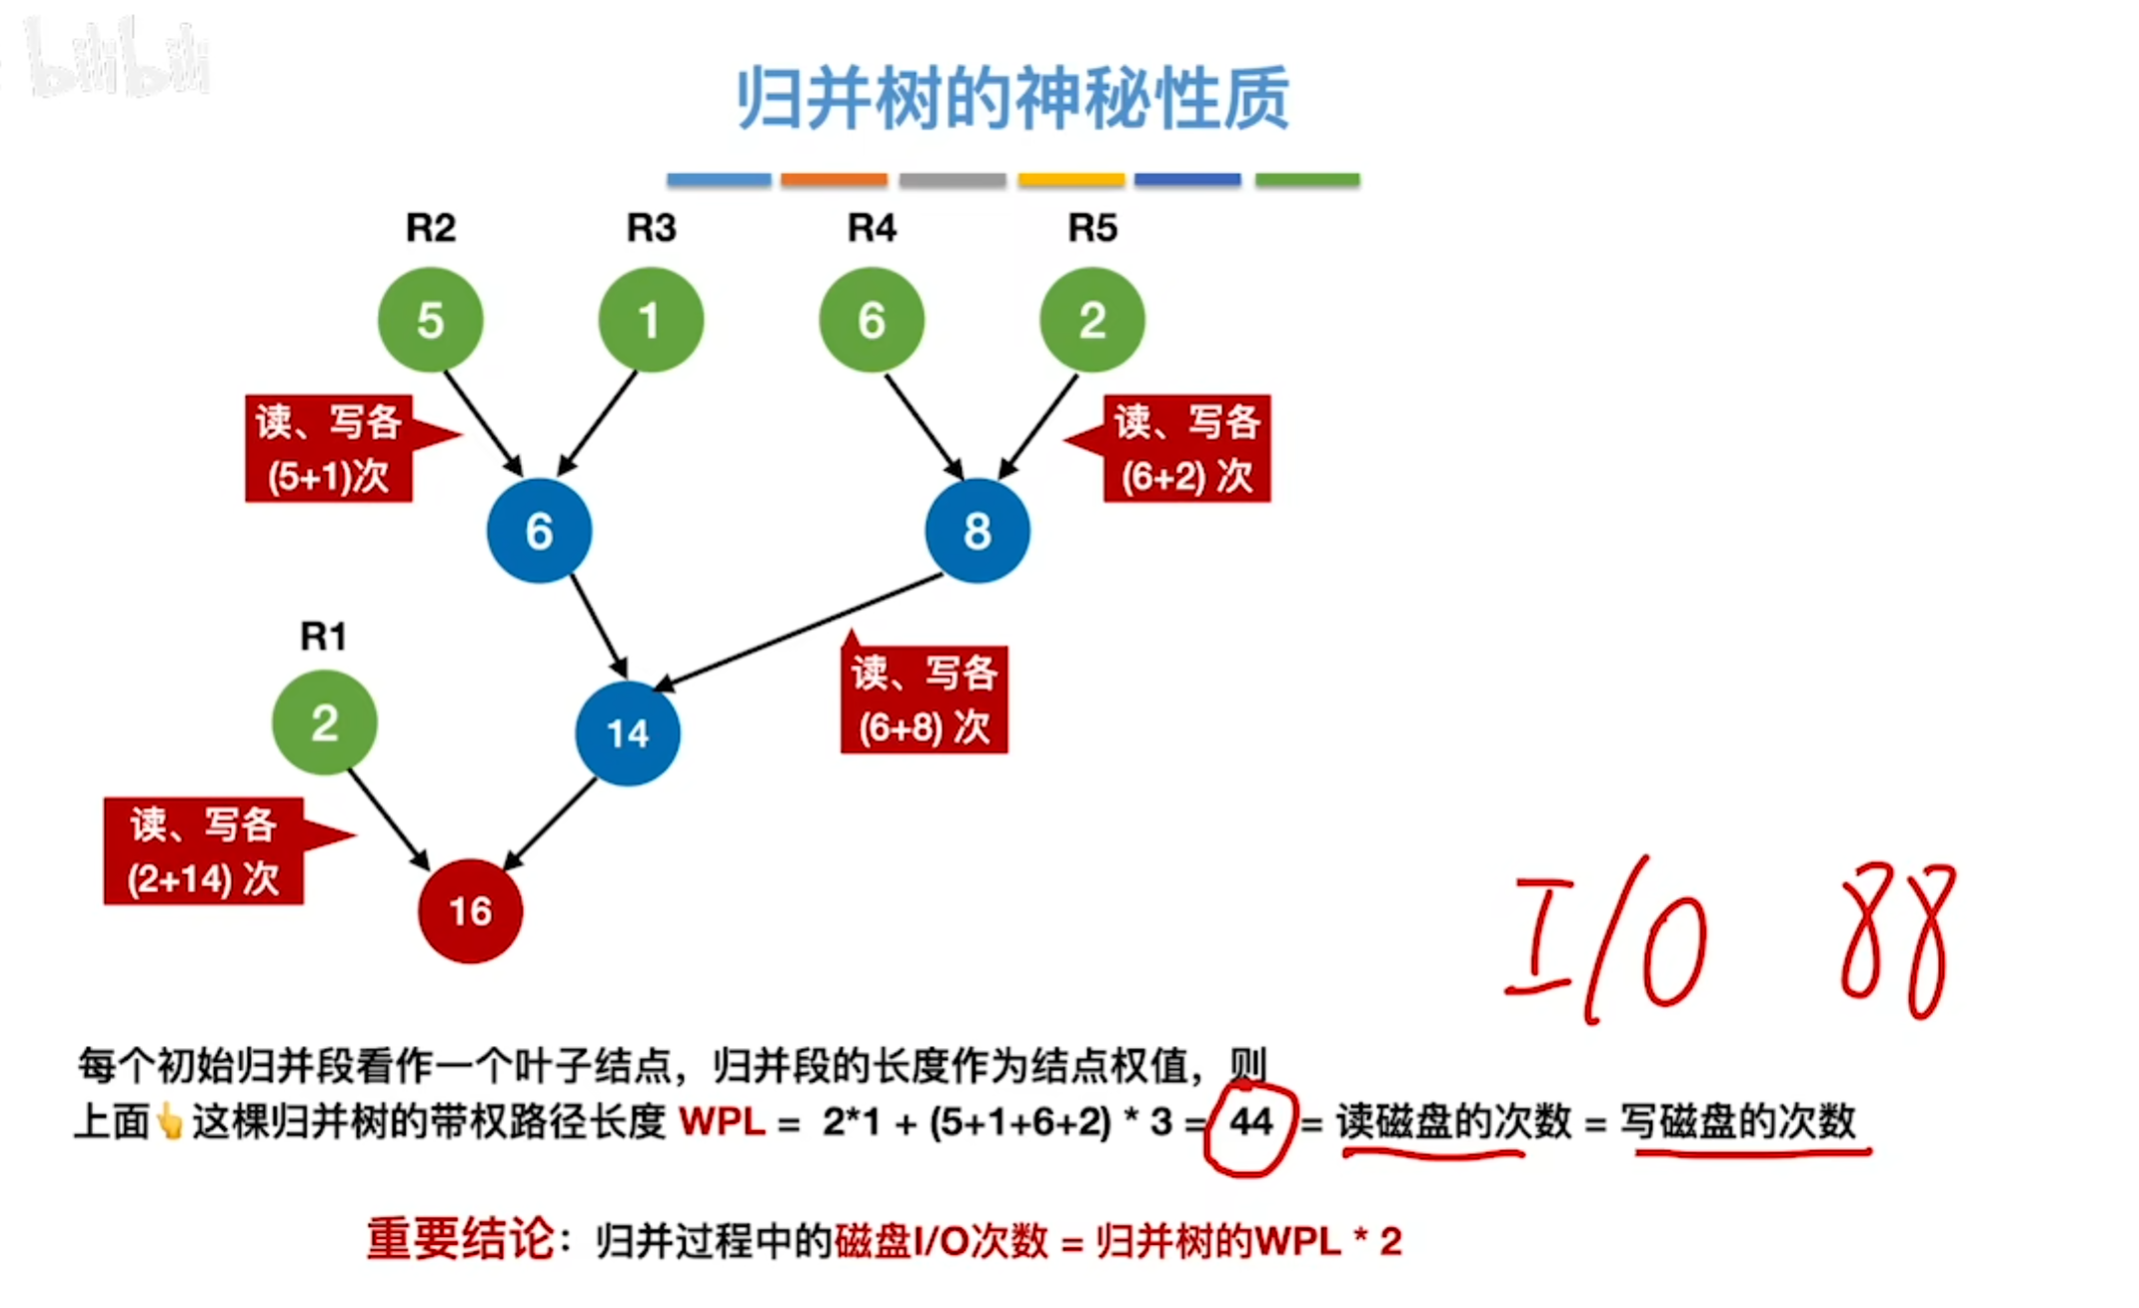 bilibili
归并树的神秘性质
R2 R3 R4 R5
5 1 6 2
读、写各
(5+1)次
读、写各
(6+2) 次
6 8
R1
读、写各
(6+8) 次
2 14
读、写各
(2+14) 次
16
I/O 88
每个初始归并段看作一个叶子结点，归并段的长度作为结点权值，则
上面👆这棵归并树的带权路径长度 WPL = 2*1 + (5+1+6+2) * 3 = 44 = 读磁盘的次数 = 写磁盘的次数
重要结论：归并过程中的磁盘I/O次数 = 归并树的WPL * 2